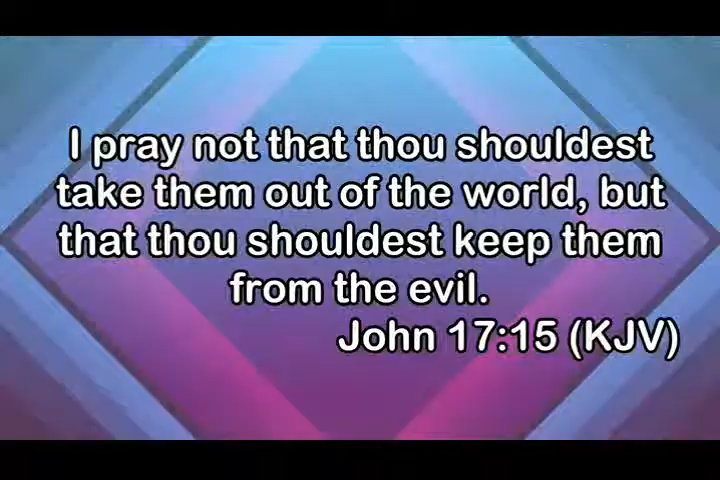 I pray not that thou shouldest
take them out of the world, but
that thou shouldest keep them
from the evil.
John 17:15 (KJV)